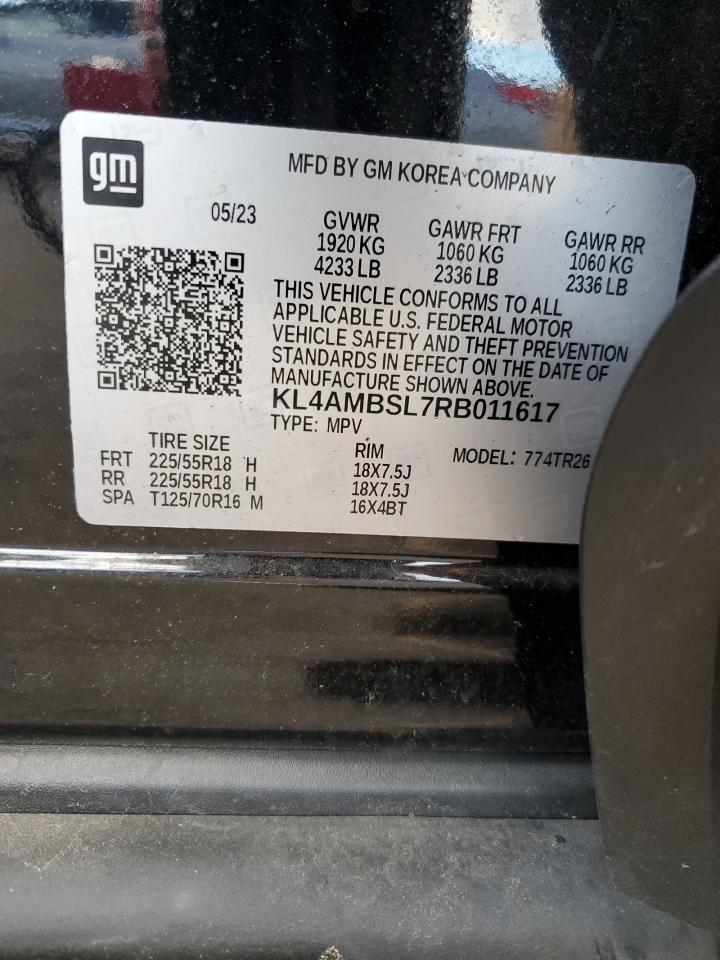 gm
MFD BY GM KOREA COMPANY
05/23
GVWR GAWR FRT GAWR RR
1920 KG 1060 KG 1060 KG
4233 LB 2336 LB 2336 LB
THIS VEHICLE CONFORMS TO ALL
APPLICABLE U.S. FEDERAL MOTOR
VEHICLE SAFETY AND THEFT PREVENTION
STANDARDS IN EFFECT ON THE DATE OF
MANUFACTURE SHOWN ABOVE.
KL4AMBSL7RB011617
TYPE: MPV
TIRE SIZE RIM MODEL: 774TR26
FRT 225/55R18 H 18X7.5J
RR 225/55R18 H 18X7.5J
SPA T125/70R16 M 16X4BT